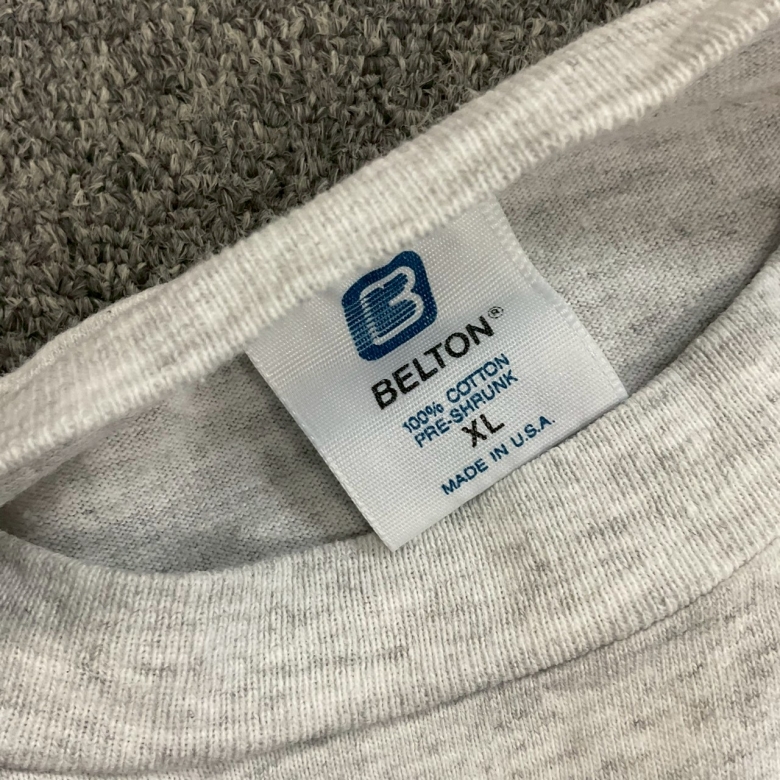 B
BELTON®
100% COTTON
PRE-SHRUNK
XL
MADE IN U.S.A.